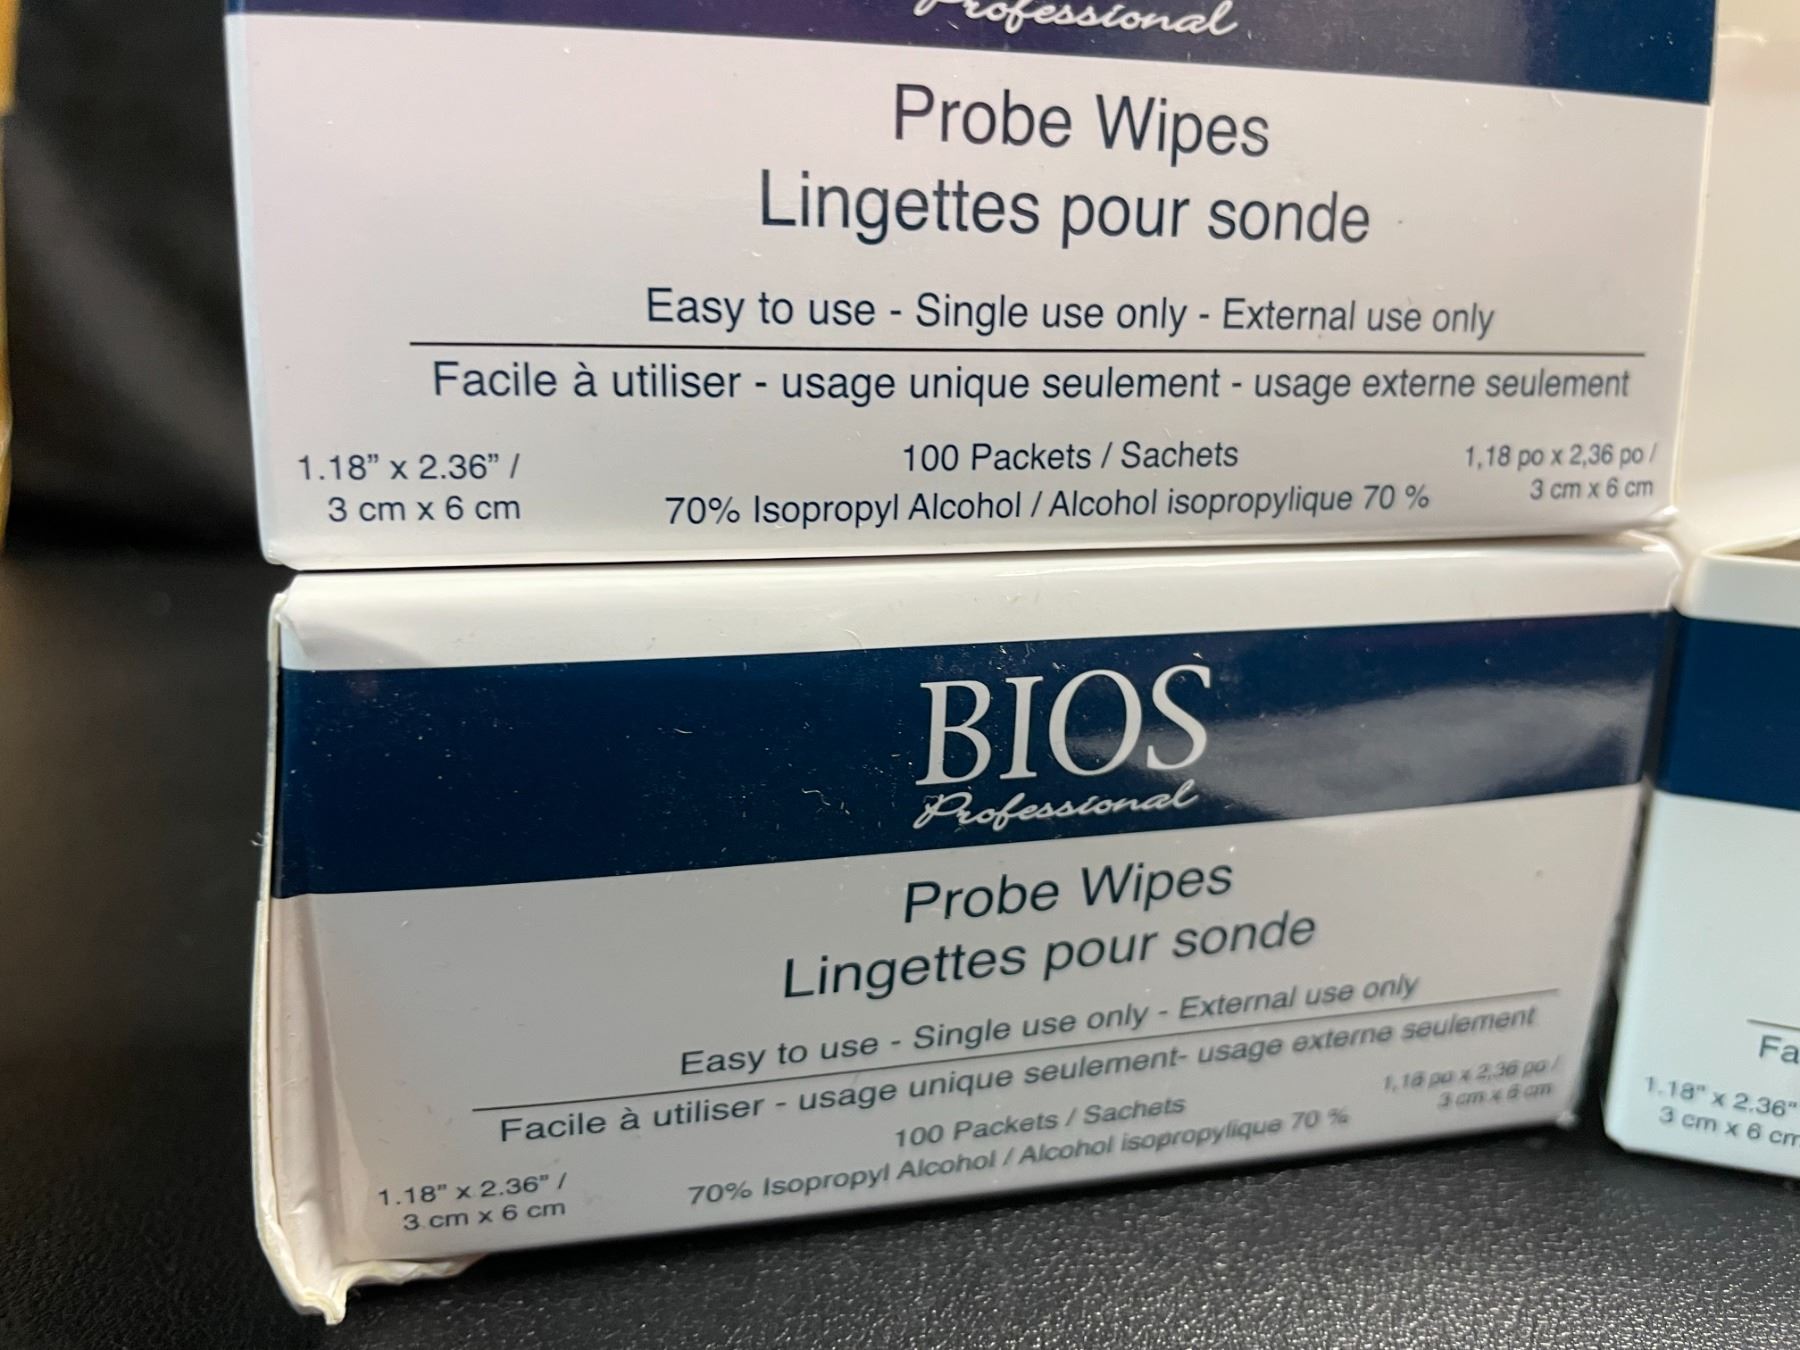 Professional
Probe Wipes
Lingettes pour sonde
Easy to use - Single use only - External use only
Facile à utiliser - usage unique seulement - usage externe seulement
1.18” x 2.36” /
3 cm x 6 cm
100 Packets / Sachets
70% Isopropyl Alcohol / Alcohol isopropylique 70 %
1,18 po x 2,36 po /
3 cm x 6 cm
BIOS
Professional
Probe Wipes
Lingettes pour sonde
Easy to use - Single use only - External use only
Facile à utiliser - usage unique seulement- usage externe seulement
1.18” x 2.36” /
3 cm x 6 cm
100 Packets / Sachets
70% Isopropyl Alcohol / Alcohol isopropylique 70 %
1,18 po x 2,36 po /
3 cm x 6 cm
Fa
1.18" x 2.36"
3 cm x 6 cm